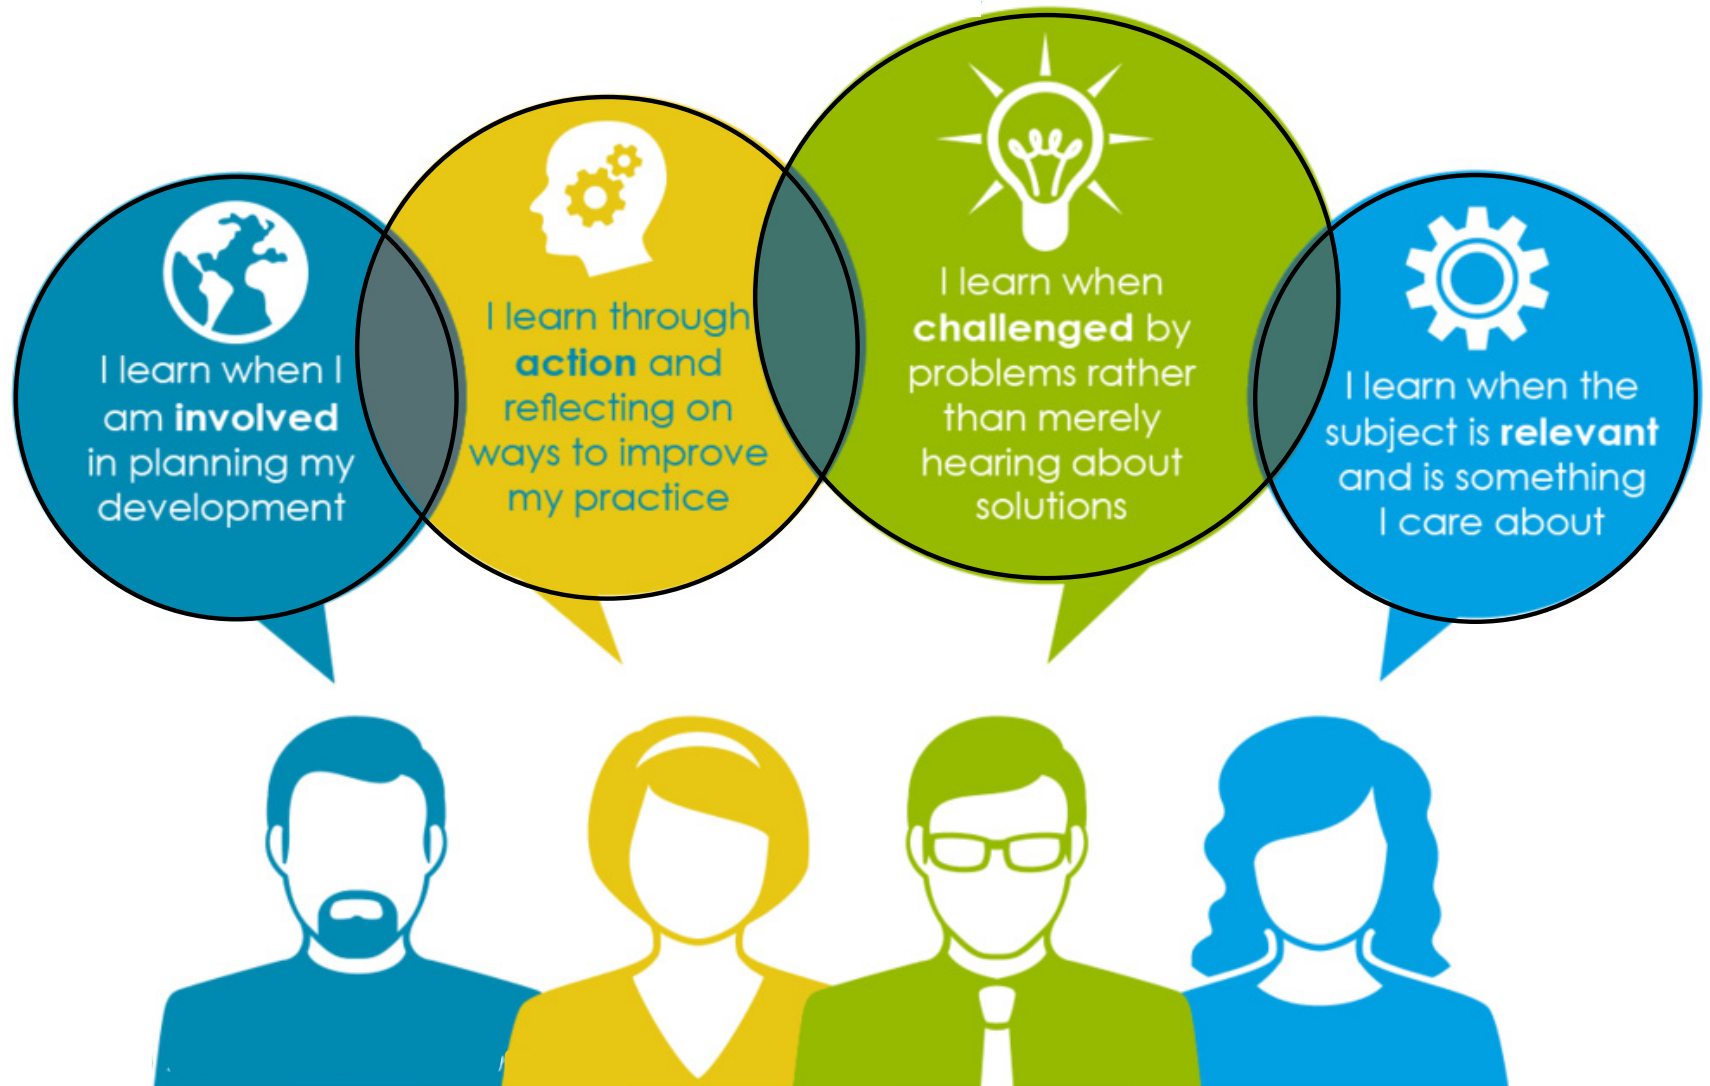 I learn when I
am involved
in planning my
development
I learn through
action and
reflecting on
ways to improve
my practice
I learn when
challenged by
problems rather
than merely
hearing about
solutions
I learn when the
subject is relevant
and is something
I care about